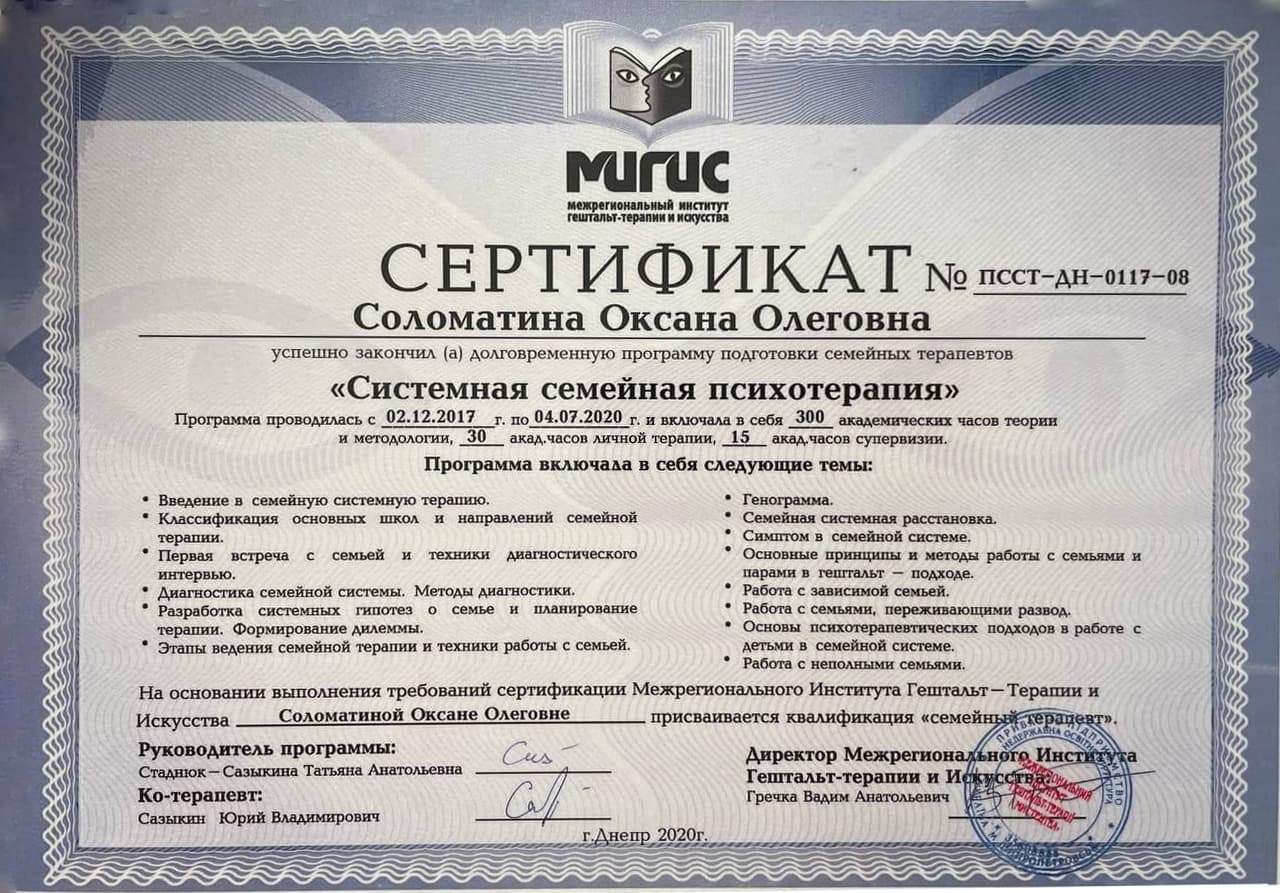 МИГИС
межрегиональный институт
гештальт-терапии и искусства
СЕРТИФИКАТ № ПССТ-ДН-0117-08
Соломатина Оксана Олеговна
успешно закончил (а) долговременную программу подготовки семейных терапевтов
«Системная семейная психотерапия»
Программа проводилась с 02.12.2017 г. по 04.07.2020 г. и включала в себя 300 академических часов теории
и методологии, 30 акад.часов личной терапии, 15 акад.часов супервизии.
Программа включала в себя следующие темы:
• Введение в семейную системную терапию.
• Классификация основных школ и направлений семейной
терапии.
• Первая встреча с семьей и техники диагностического
интервью.
• Диагностика семейной системы. Методы диагностики.
• Разработка системных гипотез о семье и планирование
терапии. Формирование дилеммы.
• Этапы ведения семейной терапии и техники работы с семьей.
• Генограмма.
• Семейная системная расстановка.
• Симптом в семейной системе.
• Основные принципы и методы работы с семьями и
парами в гештальт – подходе.
• Работа с зависимой семьей.
• Работа с семьями, переживающими развод.
• Основы психотерапевтических подходов в работе с
детьми в семейной системе.
• Работа с неполными семьями.
На основании выполнения требований сертификации Межрегионального Института Гештальт-Терапии и
Искусства Соломатиной Оксане Олеговне присваивается квалификация «семейный терапевт».
Руководитель программы:
Стаднюк-Сазыкина Татьяна Анатольевна
Ко-терапевт:
Сазыкин Юрий Владимирович
Директор Межрегионального Института
Гештальт-терапии и Искусства:
Гречка Вадим Анатольевич
г.Днепр 2020г.